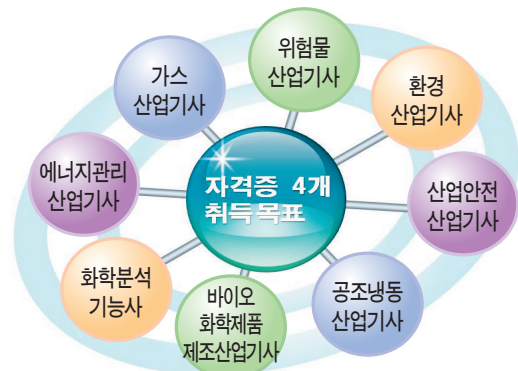 위험물
산업기사
가스
산업기사
환경
산업기사
에너지관리
산업기사
자격증 4개
취득목표
산업안전
산업기사
화학분석
기능사
바이오
화학제품
제조산업기사
공조냉동
산업기사